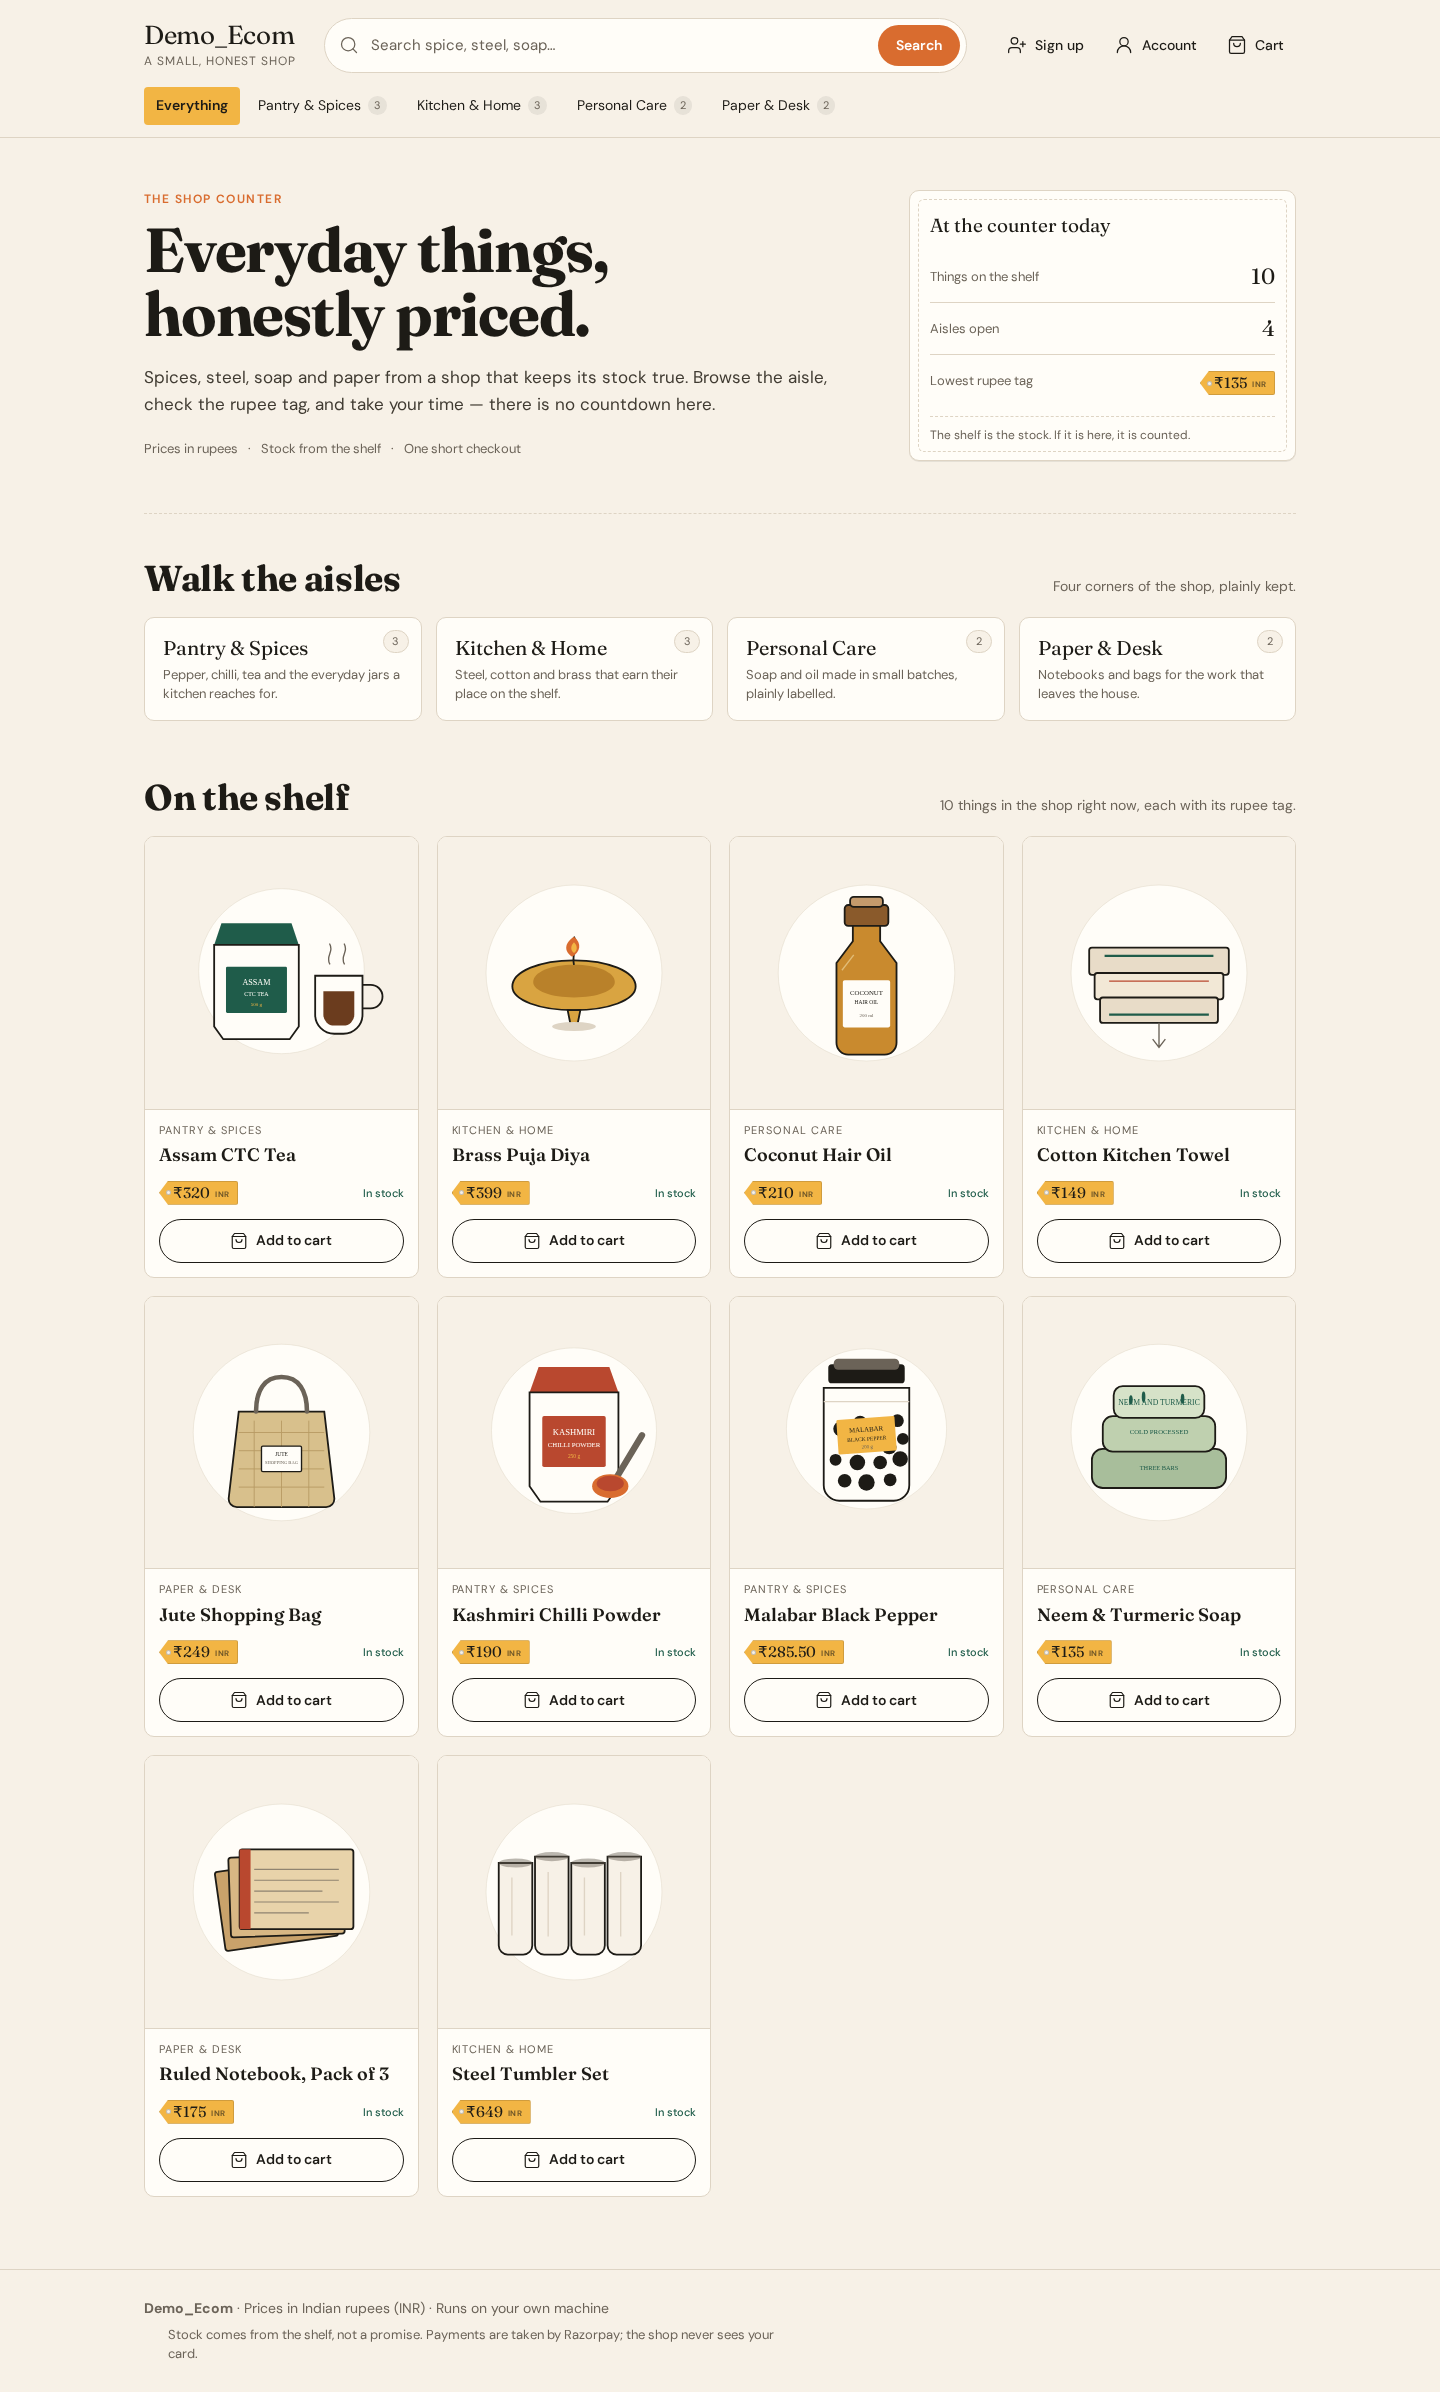 Demo_Ecom
A SMALL, HONEST SHOP
Search spice, steel, soap…
Search
Sign up
Account
Cart
Everything
Pantry & Spices 3
Kitchen & Home 3
Personal Care 2
Paper & Desk 2
THE SHOP COUNTER
Everyday things,
honestly priced.
Spices, steel, soap and paper from a shop that keeps its stock true. Browse the aisle,
check the rupee tag, and take your time — there is no countdown here.
Prices in rupees · Stock from the shelf · One short checkout
At the counter today
Things on the shelf 10
Aisles open 4
Lowest rupee tag ₹135 INR
The shelf is the stock. If it is here, it is counted.
Walk the aisles
Four corners of the shop, plainly kept.
Pantry & Spices 3
Pepper, chilli, tea and the everyday jars a
kitchen reaches for.
Kitchen & Home 3
Steel, cotton and brass that earn their
place on the shelf.
Personal Care 2
Soap and oil made in small batches,
plainly labelled.
Paper & Desk 2
Notebooks and bags for the work that
leaves the house.
On the shelf
10 things in the shop right now, each with its rupee tag.
ASSAM
CTC TEA
PANTRY & SPICES
Assam CTC Tea
₹320 INR
In stock
Add to cart
KITCHEN & HOME
Brass Puja Diya
₹399 INR
In stock
Add to cart
COCONUT
HAIR OIL
PERSONAL CARE
Coconut Hair Oil
₹210 INR
In stock
Add to cart
KITCHEN & HOME
Cotton Kitchen Towel
₹149 INR
In stock
Add to cart
JUTE
SHOPPING BAG
PAPER & DESK
Jute Shopping Bag
₹249 INR
In stock
Add to cart
KASHMIRI
CHILLI POWDER
250 g
PANTRY & SPICES
Kashmiri Chilli Powder
₹190 INR
In stock
Add to cart
MALABAR
BLACK PEPPER
PANTRY & SPICES
Malabar Black Pepper
₹285.50 INR
In stock
Add to cart
NEEM AND TURMERIC
COLD PROCESSED
THREE BARS
PERSONAL CARE
Neem & Turmeric Soap
₹135 INR
In stock
Add to cart
PAPER & DESK
Ruled Notebook, Pack of 3
₹175 INR
In stock
Add to cart
KITCHEN & HOME
Steel Tumbler Set
₹649 INR
In stock
Add to cart
Demo_Ecom · Prices in Indian rupees (INR) · Runs on your own machine
Stock comes from the shelf, not a promise. Payments are taken by Razorpay; the shop never sees your
card.